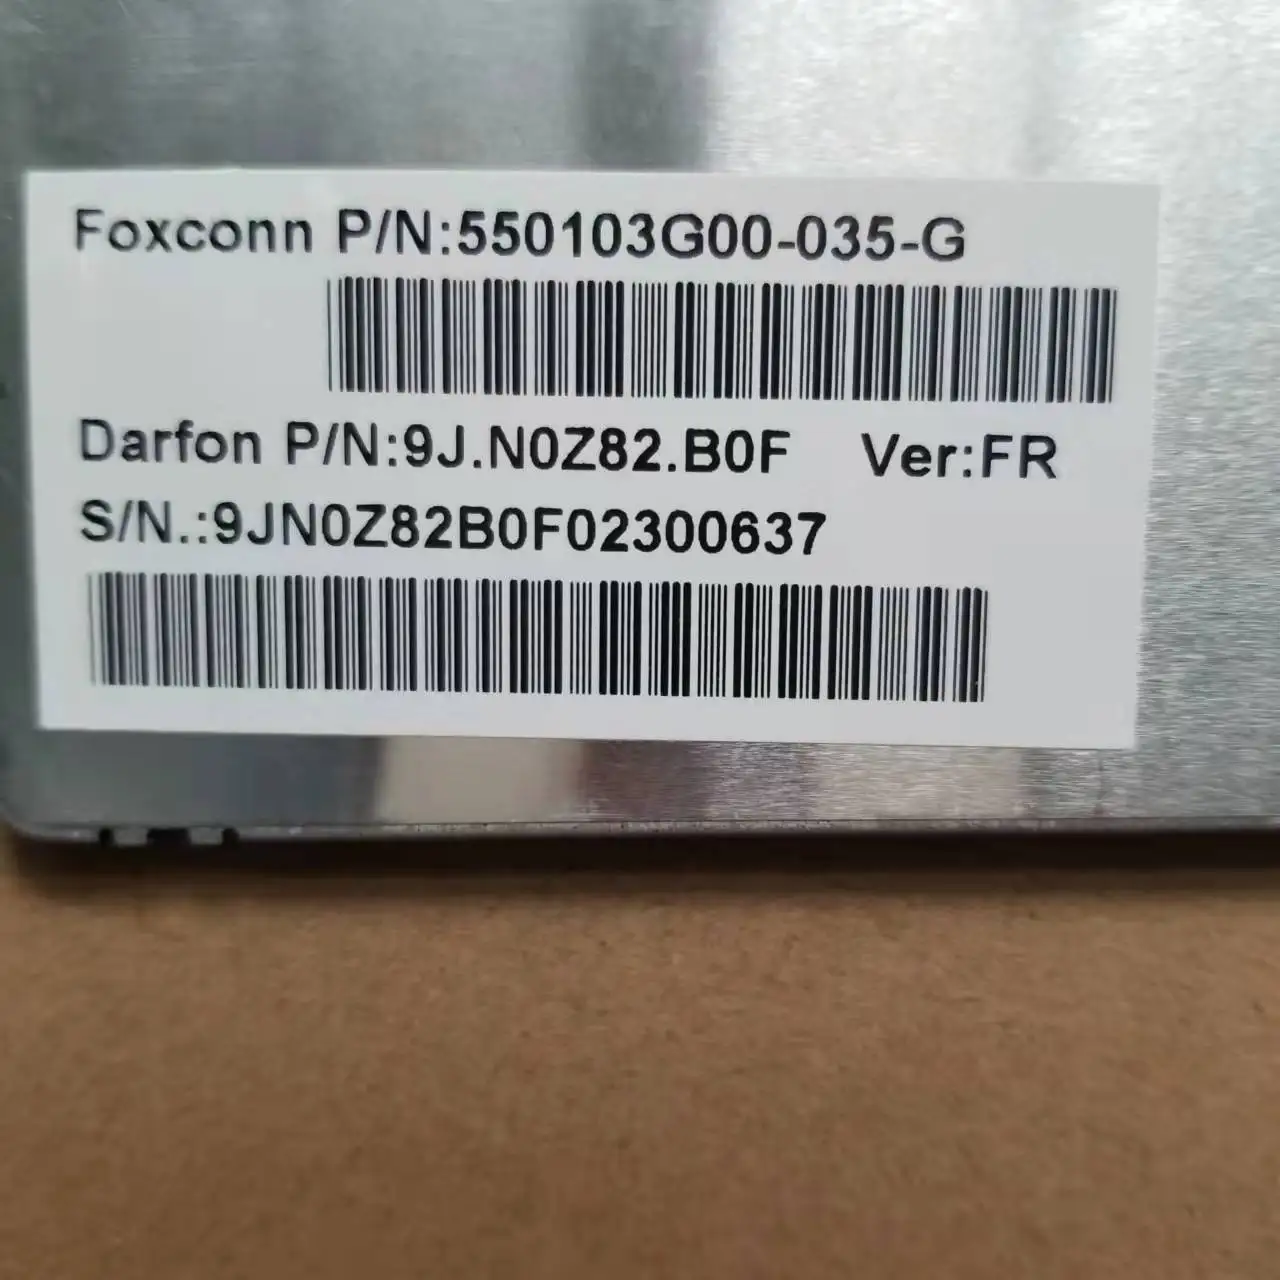 Foxconn P/N:550103G00-035-G
Darfon P/N:9J.N0Z82.B0F Ver:FR
S/N.:9JN0Z82B0F02300637